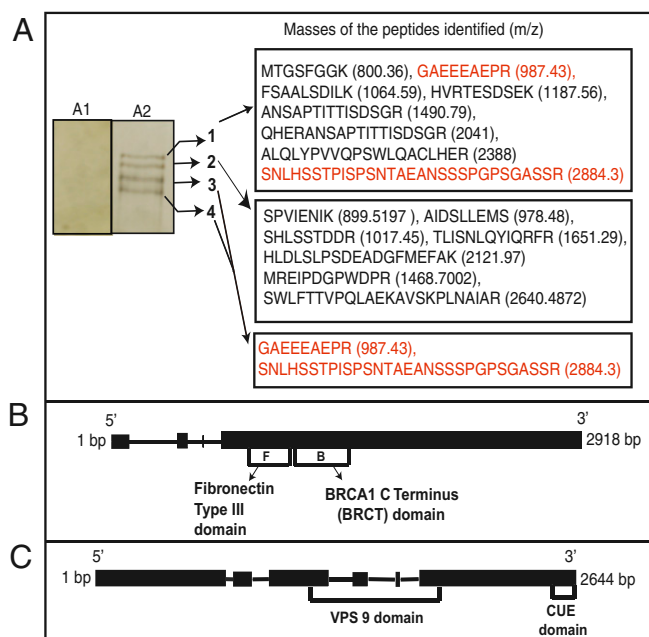 A
Masses of the peptides identified (m/z)
A1 A2
1
2
3
4
MTGSFGGK (800.36), GAEEEAEPR (987.43),
FSAALSDILK (1064.59), HVRTESDSEK (1187.56),
ANSAPTITTISDSGR (1490.79),
QHERANSAPTITTISDSGR (2041),
ALQLYPVVQPSWLQACLHER (2388)
SNLHSSTPISPSNTAEANSSSPGPSGASSR (2884.3)
SPVIENIK (899.5197), AIDSLLEMS (978.48),
SHLSSTDDR (1017.45), TLISNLQYIQRFR (1651.29),
HLDLSLPSDEADGFMEFAK (2121.97)
MREIPDGPWDPR (1468.7002),
SWLFTTVPQLAEKAVSKPLNAIAR (2640.4872)
GAEEEAEPR (987.43),
SNLHSSTPISPSNTAEANSSSPGPSGASSR (2884.3)
B
5’ 3’
1 bp 2918 bp
F B
Fibronectin
Type III
domain
BRCA1 C Terminus
(BRCT) domain
C
5’ 3’
1 bp 2644 bp
VPS 9 domain
CUE
domain